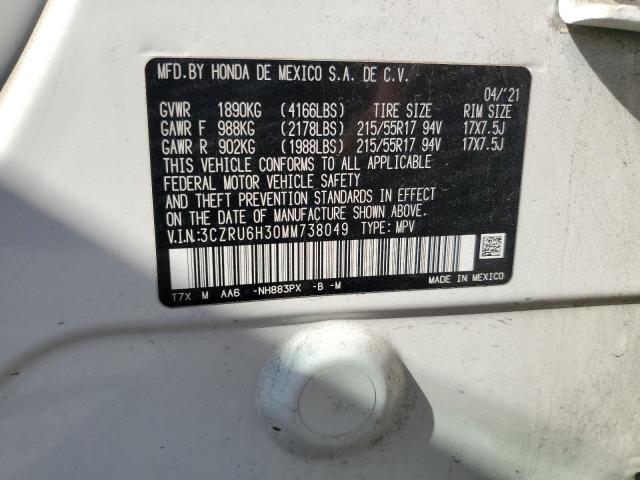 MFD.BY HONDA DE MEXICO S.A. DE C.V.
04/'21
GVWR 1890KG (4166LBS) TIRE SIZE RIM SIZE
GAWR F 988KG (2178LBS) 215/55R17 94V 17X7.5J
GAWR R 902KG (1988LBS) 215/55R17 94V 17X7.5J
THIS VEHICLE CONFORMS TO ALL APPLICABLE
FEDERAL MOTOR VEHICLE SAFETY
AND THEFT PREVENTION STANDARDS IN EFFECT
ON THE DATE OF MANUFACTURE SHOWN ABOVE.
V.I.N:3CZRU6H30MM738049 TYPE: MPV
T7X M AA6 -NH883PX -B -M
MADE IN MEXICO